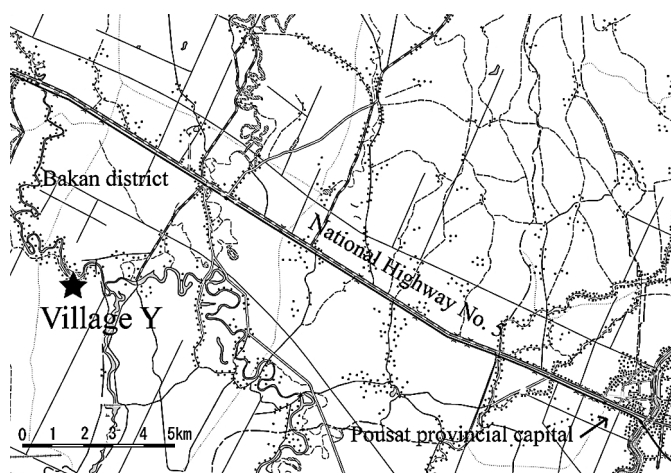 Bakan district
National Highway No. 5
Village Y
0 1 2 3 4 5km
Pousat provincial capital